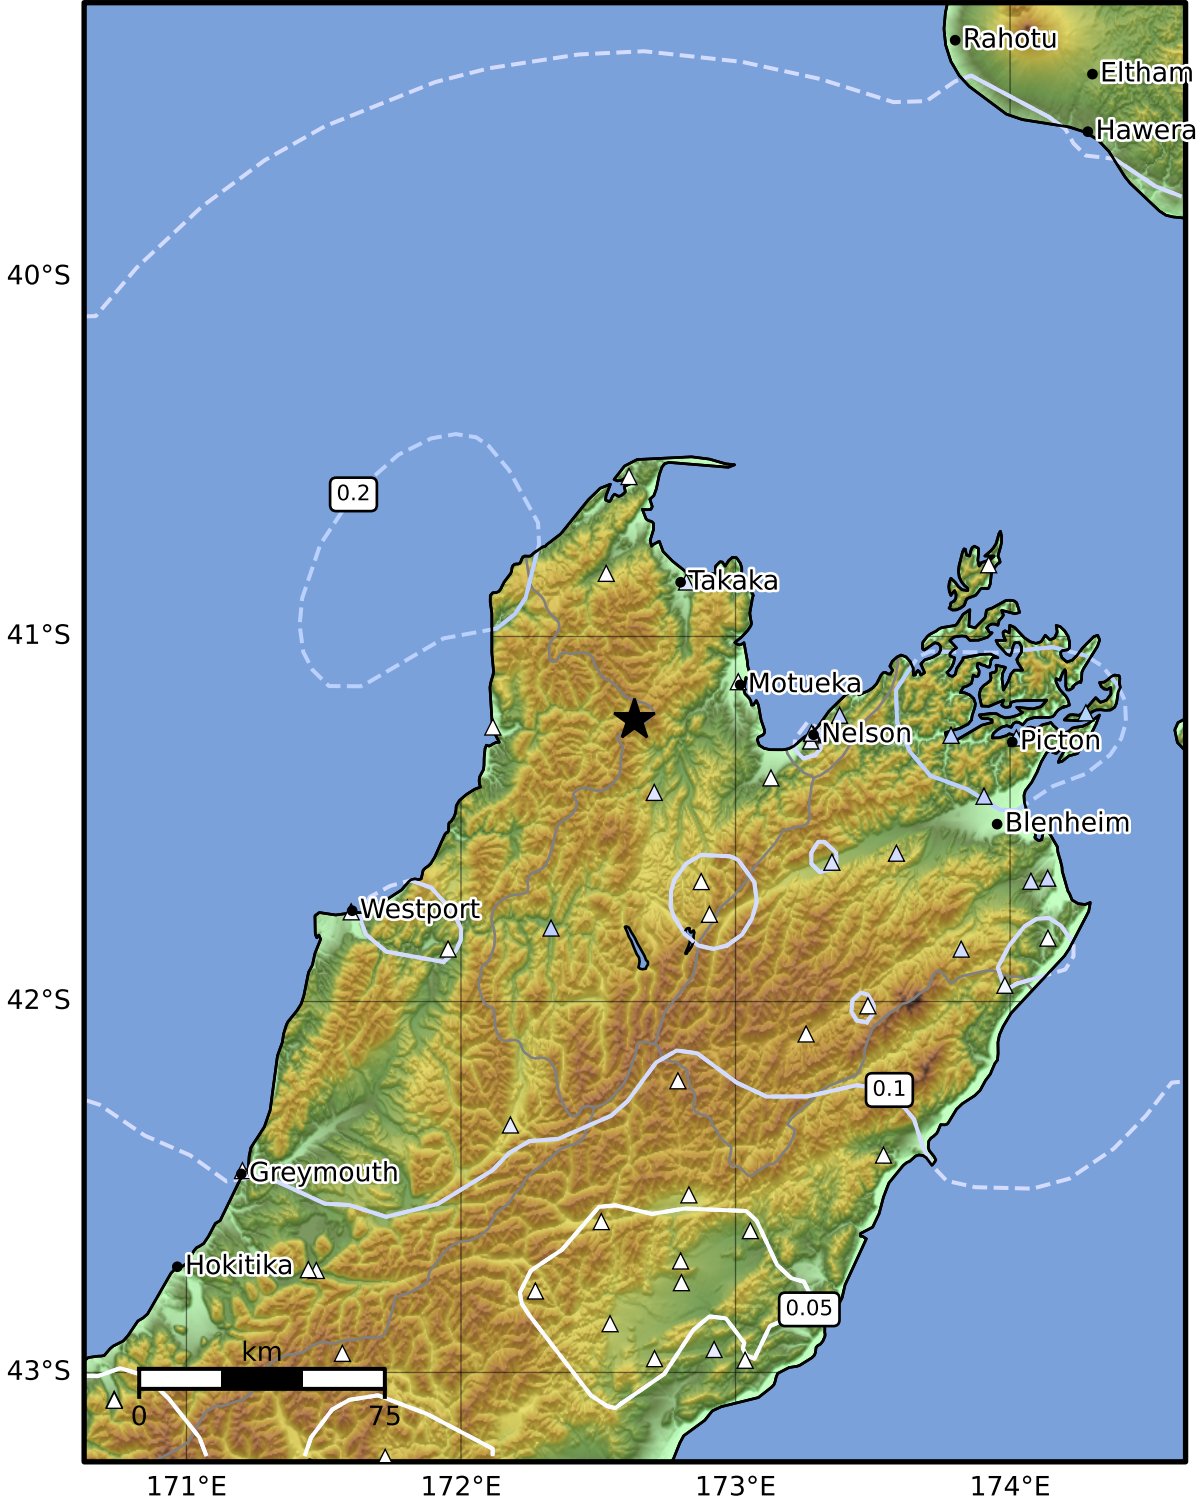 Rahotu
Eltham
Hawera
40°S
0.2
Takaka
41°S
Motueka
Nelson
Picton
Blenheim
Westport
42°S
0.1
Greymouth
Hokitika
0.05
km
43°S
0 75
171°E 172°E 173°E 174°E